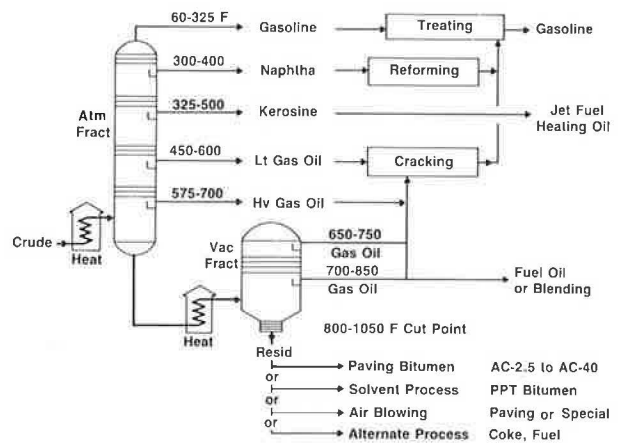 60-325 F
Gasoline
Treating
Gasoline
300-400
Naphtha
Reforming
Atm
Fract
325-500
Kerosine
Jet Fuel
Heating Oil
450-600
Lt Gas Oil
Cracking
575-700
Hv Gas Oil
Crude
Heat
Vac
Fract
650-750
Gas Oil
700-850
Gas Oil
Fuel Oil
or Blending
Heat
800-1050 F Cut Point
Resid
Paving Bitumen AC-2.5 to AC-40
or
Solvent Process PPT Bitumen
or
Air Blowing Paving or Special
or
Alternate Process Coke, Fuel